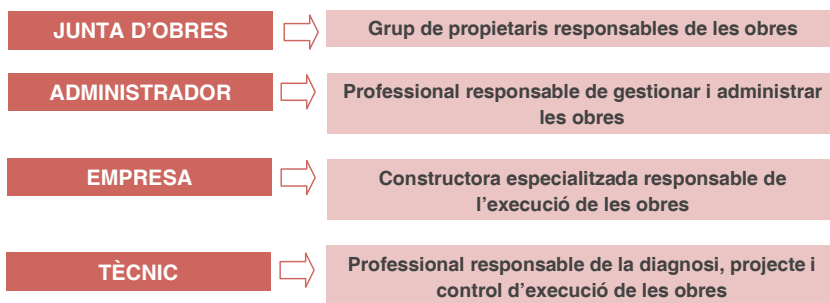 JUNTA D’OBRES
Grup de propietaris responsables de les obres
ADMINISTRADOR
Professional responsable de gestionar i administrar
les obres
EMPRESA
Constructora especialitzada responsable de
l’execució de les obres
TÈCNIC
Professional responsable de la diagnosi, projecte i
control d’execució de les obres